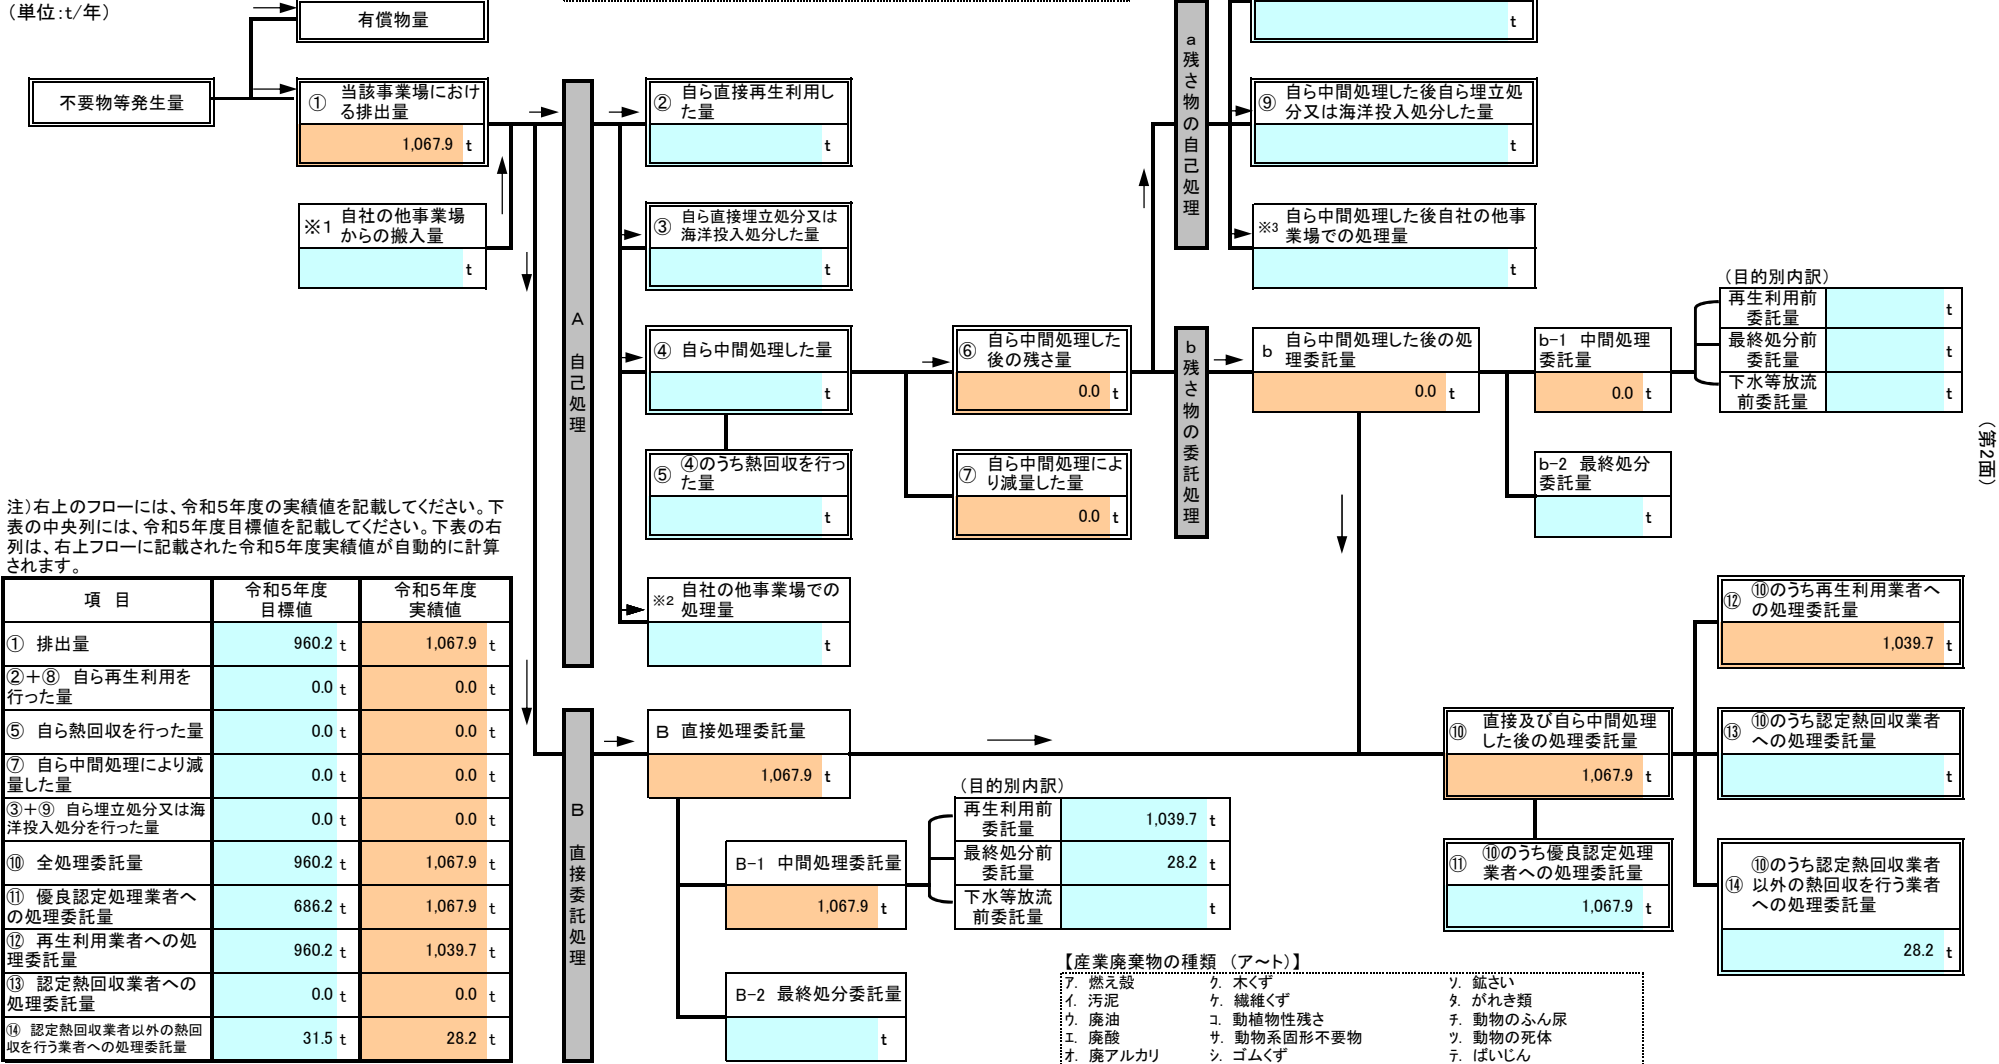 （単位:t/年）
有償物量
t
不要物等発生量
① 当該事業場におけ
る排出量
1,067.9 t
※1 自社の他事業場
からの搬入量
t
A 自己処理
② 自ら直接再生利用し
た量
t
③ 自ら直接埋立処分又は
海洋投入処分した量
t
④ 自ら中間処理した量
t
⑤ ④のうち熱回収を行っ
た量
t
※2 自社の他事業場での
処理量
t
⑥ 自ら中間処理した
後の残さ量
0.0 t
⑦ 自ら中間処理によ
り減量した量
0.0 t
a 残さ物の自己処理
⑨ 自ら中間処理した後自ら埋立処
分又は海洋投入処分した量
t
※3 自ら中間処理した後自社の他事
業場での処理量
t
b 残さ物の委託処理
b 自ら中間処理した後の処
理委託量
0.0 t
b-1 中間処理
委託量
0.0 t
b-2 最終処分
委託量
t
（目的別内訳）
再生利用前
委託量 t
最終処分前
委託量 t
下水等放流
前委託量 t
（第2面）
注）右上のフローには、令和5年度の実績値を記載してください。下
表の中央列には、令和5年度目標値を記載してください。下表の右
列は、右上フローに記載された令和5年度実績値が自動的に計算
されます。
項 目 令和5年度
目標値 令和5年度
実績値
① 排出量 960.2 t 1,067.9 t
②＋⑧ 自ら再生利用を
行った量 0.0 t 0.0 t
⑤ 自ら熱回収を行った量 0.0 t 0.0 t
⑦ 自ら中間処理により減
量した量 0.0 t 0.0 t
③＋⑨ 自ら埋立処分又は海
洋投入処分を行った量 0.0 t 0.0 t
⑩ 全処理委託量 960.2 t 1,067.9 t
⑪ 優良認定処理業者へ
の処理委託量 686.2 t 1,067.9 t
⑫ 再生利用業者への処
理委託量 960.2 t 1,039.7 t
⑬ 認定熱回収業者への
処理委託量 0.0 t 0.0 t
⑭ 認定熱回収業者以外の熱回
収を行う業者への処理委託量 31.5 t 28.2 t
B 直接委託処理
B 直接処理委託量
1,067.9 t
B-1 中間処理委託量
1,067.9 t
B-2 最終処分委託量
t
（目的別内訳）
再生利用前
委託量 1,039.7 t
最終処分前
委託量 28.2 t
下水等放流
前委託量 t
⑩ 直接及び自ら中間処理
した後の処理委託量
1,067.9 t
⑪ ⑩のうち優良認定処理
業者への処理委託量
1,067.9 t
⑫ ⑩のうち再生利用業者へ
の処理委託量
1,039.7 t
⑬ ⑩のうち認定熱回収業者
への処理委託量
t
⑭ ⑩のうち認定熱回収業者
以外の熱回収を行う業者
への処理委託量
28.2 t
【産業廃棄物の種類 （ア～ト）】
ｱ. 燃え殻 ｸ. 木くず ｿ. 鉱さい
ｲ. 汚泥 ｹ. 繊維くず ﾀ. がれき類
ｳ. 廃油 ｺ. 動植物性残さ ﾁ. 動物のふん尿
ｴ. 廃酸 ｻ. 動物系固形不要物 ﾂ. 動物の死体
ｵ. 廃アルカリ ｼ. ゴムくず ﾃ. ばいじん